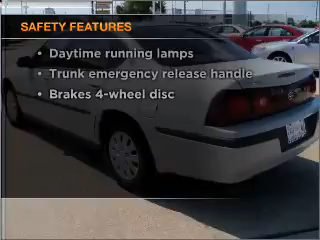 SAFETY FEATURES
• Daytime running lamps
• Trunk emergency release handle
• Brakes 4-wheel disc